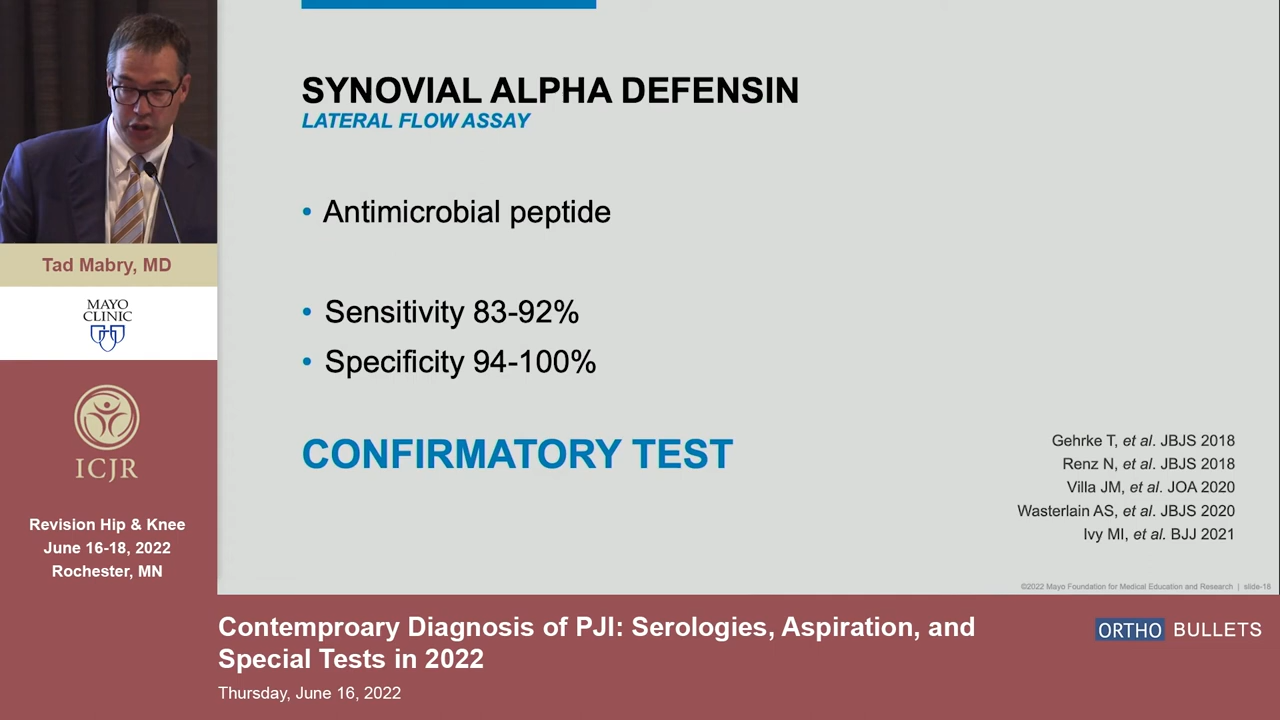 SYNOVIAL ALPHA DEFENSIN
LATERAL FLOW ASSAY
• Antimicrobial peptide
• Sensitivity 83-92%
• Specificity 94-100%
CONFIRMATORY TEST
Gehrke T, et al. JBJS 2018
Renz N, et al. JBJS 2018
Villa JM, et al. JOA 2020
Wasterlain AS, et al. JBJS 2020
Ivy MI, et al. BJJ 2021
©2022 Mayo Foundation for Medical Education and Research | slide-18
Tad Mabry, MD
MAYO
CLINIC
ICJR
Revision Hip & Knee
June 16-18, 2022
Rochester, MN
Contemproary Diagnosis of PJI: Serologies, Aspiration, and
Special Tests in 2022
Thursday, June 16, 2022
ORTHO BULLETS